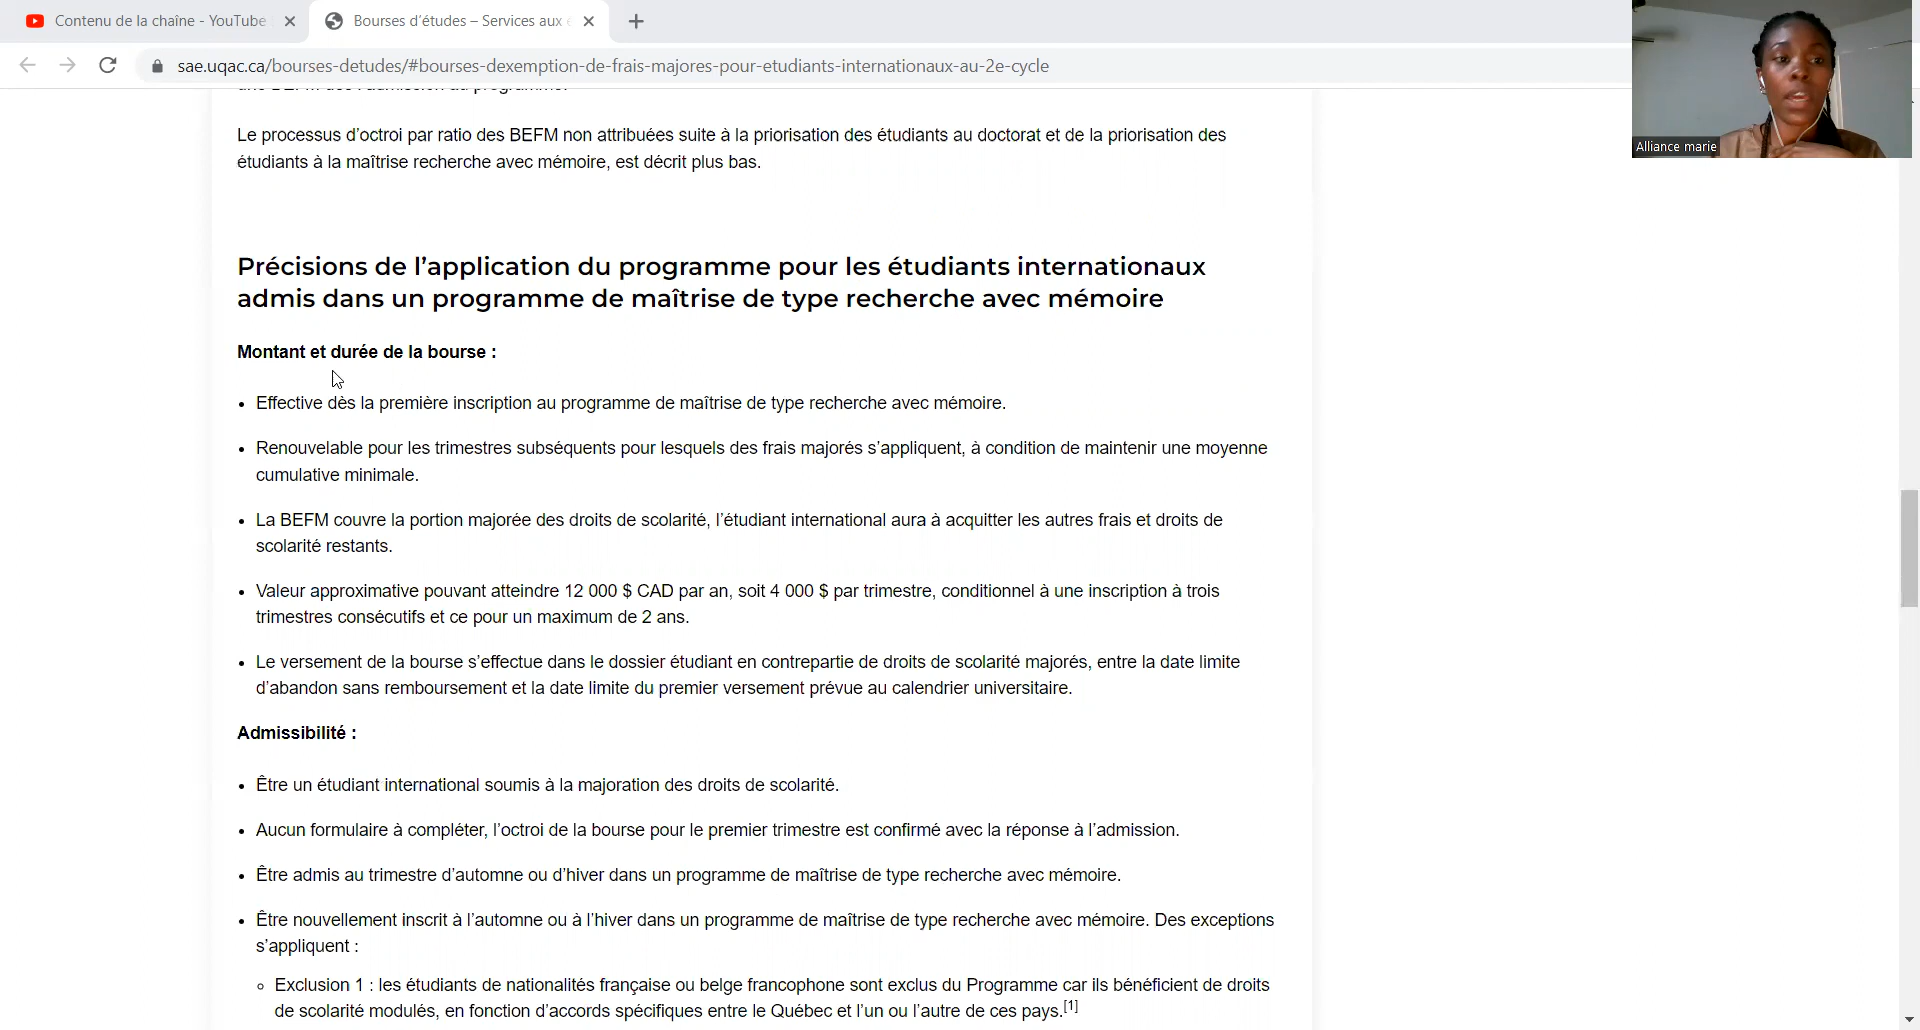 Contenu de la chaîne - YouTube
Bourses d'études – Services aux é
sae.uqac.ca/bourses-detudes/#bourses-dexemption-de-frais-majores-pour-etudiants-internationaux-au-2e-cycle
Alliance marie
Le processus d'octroi par ratio des BEFM non attribuées suite à la priorisation des étudiants au doctorat et de la priorisation des
étudiants à la maîtrise recherche avec mémoire, est décrit plus bas.
Précisions de l'application du programme pour les étudiants internationaux
admis dans un programme de maîtrise de type recherche avec mémoire
Montant et durée de la bourse :
• Effective dès la première inscription au programme de maîtrise de type recherche avec mémoire.
• Renouvelable pour les trimestres subséquents pour lesquels des frais majorés s'appliquent, à condition de maintenir une moyenne
cumulative minimale.
• La BEFM couvre la portion majorée des droits de scolarité, l'étudiant international aura à acquitter les autres frais et droits de
scolarité restants.
• Valeur approximative pouvant atteindre 12 000 $ CAD par an, soit 4 000 $ par trimestre, conditionnel à une inscription à trois
trimestres consécutifs et ce pour un maximum de 2 ans.
• Le versement de la bourse s'effectue dans le dossier étudiant en contrepartie de droits de scolarité majorés, entre la date limite
d'abandon sans remboursement et la date limite du premier versement prévue au calendrier universitaire.
Admissibilité :
• Être un étudiant international soumis à la majoration des droits de scolarité.
• Aucun formulaire à compléter, l'octroi de la bourse pour le premier trimestre est confirmé avec la réponse à l'admission.
• Être admis au trimestre d'automne ou d'hiver dans un programme de maîtrise de type recherche avec mémoire.
• Être nouvellement inscrit à l'automne ou à l'hiver dans un programme de maîtrise de type recherche avec mémoire. Des exceptions
s'appliquent :
◦ Exclusion 1 : les étudiants de nationalités française ou belge francophone sont exclus du Programme car ils bénéficient de droits
de scolarité modulés, en fonction d'accords spécifiques entre le Québec et l'un ou l'autre de ces pays.[1]